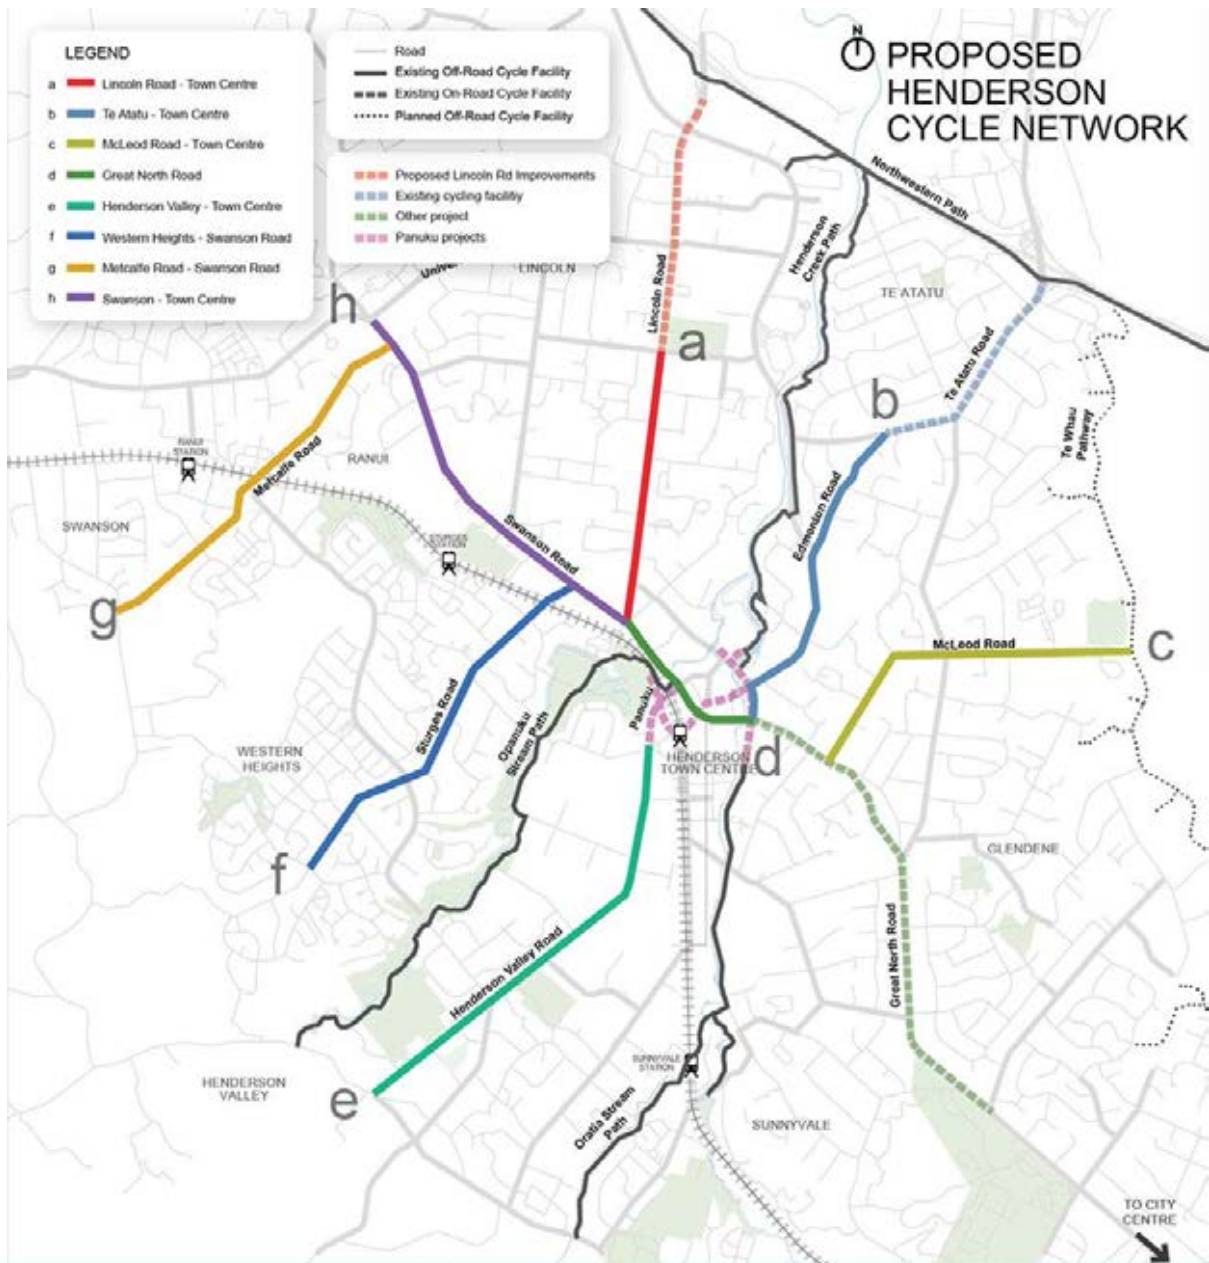 LEGEND
a Lincoln Road - Town Centre
b Te Atatu - Town Centre
c McLeod Road - Town Centre
d Great North Road
e Henderson Valley - Town Centre
f Western Heights - Swanson Road
g Metcalfe Road - Swanson Road
h Swanson - Town Centre
Road
Existing Off-Road Cycle Facility
Existing On-Road Cycle Facility
Planned Off-Road Cycle Facility
Proposed Lincoln Rd Improvements
Existing cycling facility
Other project
Panuku projects
N
PROPOSED
HENDERSON
CYCLE NETWORK
Northwestern Path
Univer
LINCOLN
Henderson
Creek Path
TE ATATU
h
Lincoln Road
a
Te Atatu Road
b
Te Whau
Pathway
RANUI
STATION
RANUI
Metcalfe Road
SWANSON
Swanson Road
STURGES
STATION
Edmonton Road
g
McLeod Road
c
Sturges Road
Opanuku
Stream Path
Panuku
WESTERN
HEIGHTS
HENDERSON
TOWN CENTRE
d
GLENDENE
f
Great North Road
Henderson Valley Road
SUNNYVALE
STATION
HENDERSON
VALLEY
e
Oratia Stream
Path
SUNNYVALE
TO CITY
CENTRE